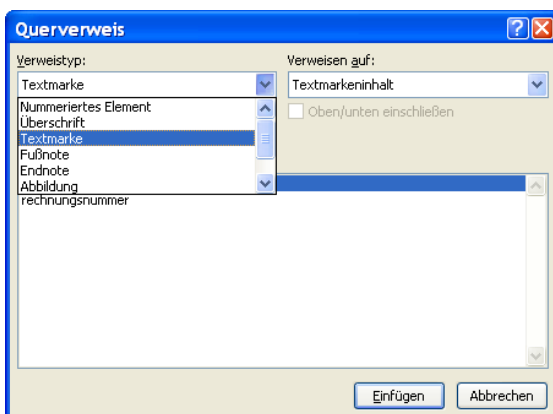 Querverweis
Verweistyp:
Verweisen auf:
Textmarke
Textmarkeninhalt
Nummeriertes Element
Überschrift
Textmarke
Fußnote
Endnote
Abbildung
Oben/unten einschließen
rechnungsnummer
Einfügen
Abbrechen